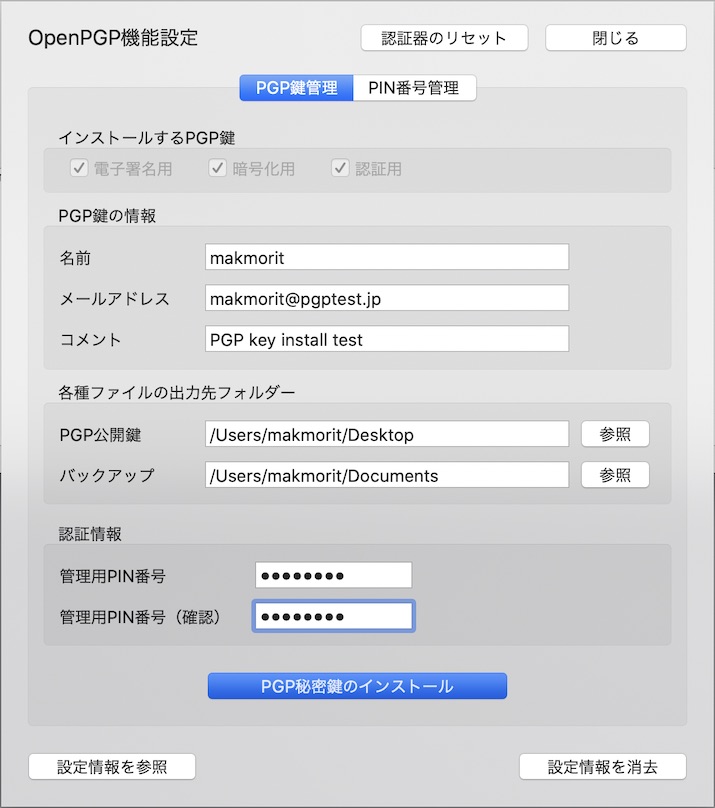 OpenPGP機能設定 認証器のリセット 閉じる
PGP鍵管理 PIN番号管理
インストールするPGP鍵
電子署名用 暗号化用 認証用
PGP鍵の情報
名前 makmorit
メールアドレス makmorit@pgptest.jp
コメント PGP key install test
各種ファイルの出力先フォルダー
PGP公開鍵 /Users/makmorit/Desktop 参照
バックアップ /Users/makmorit/Documents 参照
認証情報
管理用PIN番号 ●●●●●●●●
管理用PIN番号（確認） ●●●●●●●●
PGP秘密鍵のインストール
設定情報を参照 設定情報を消去